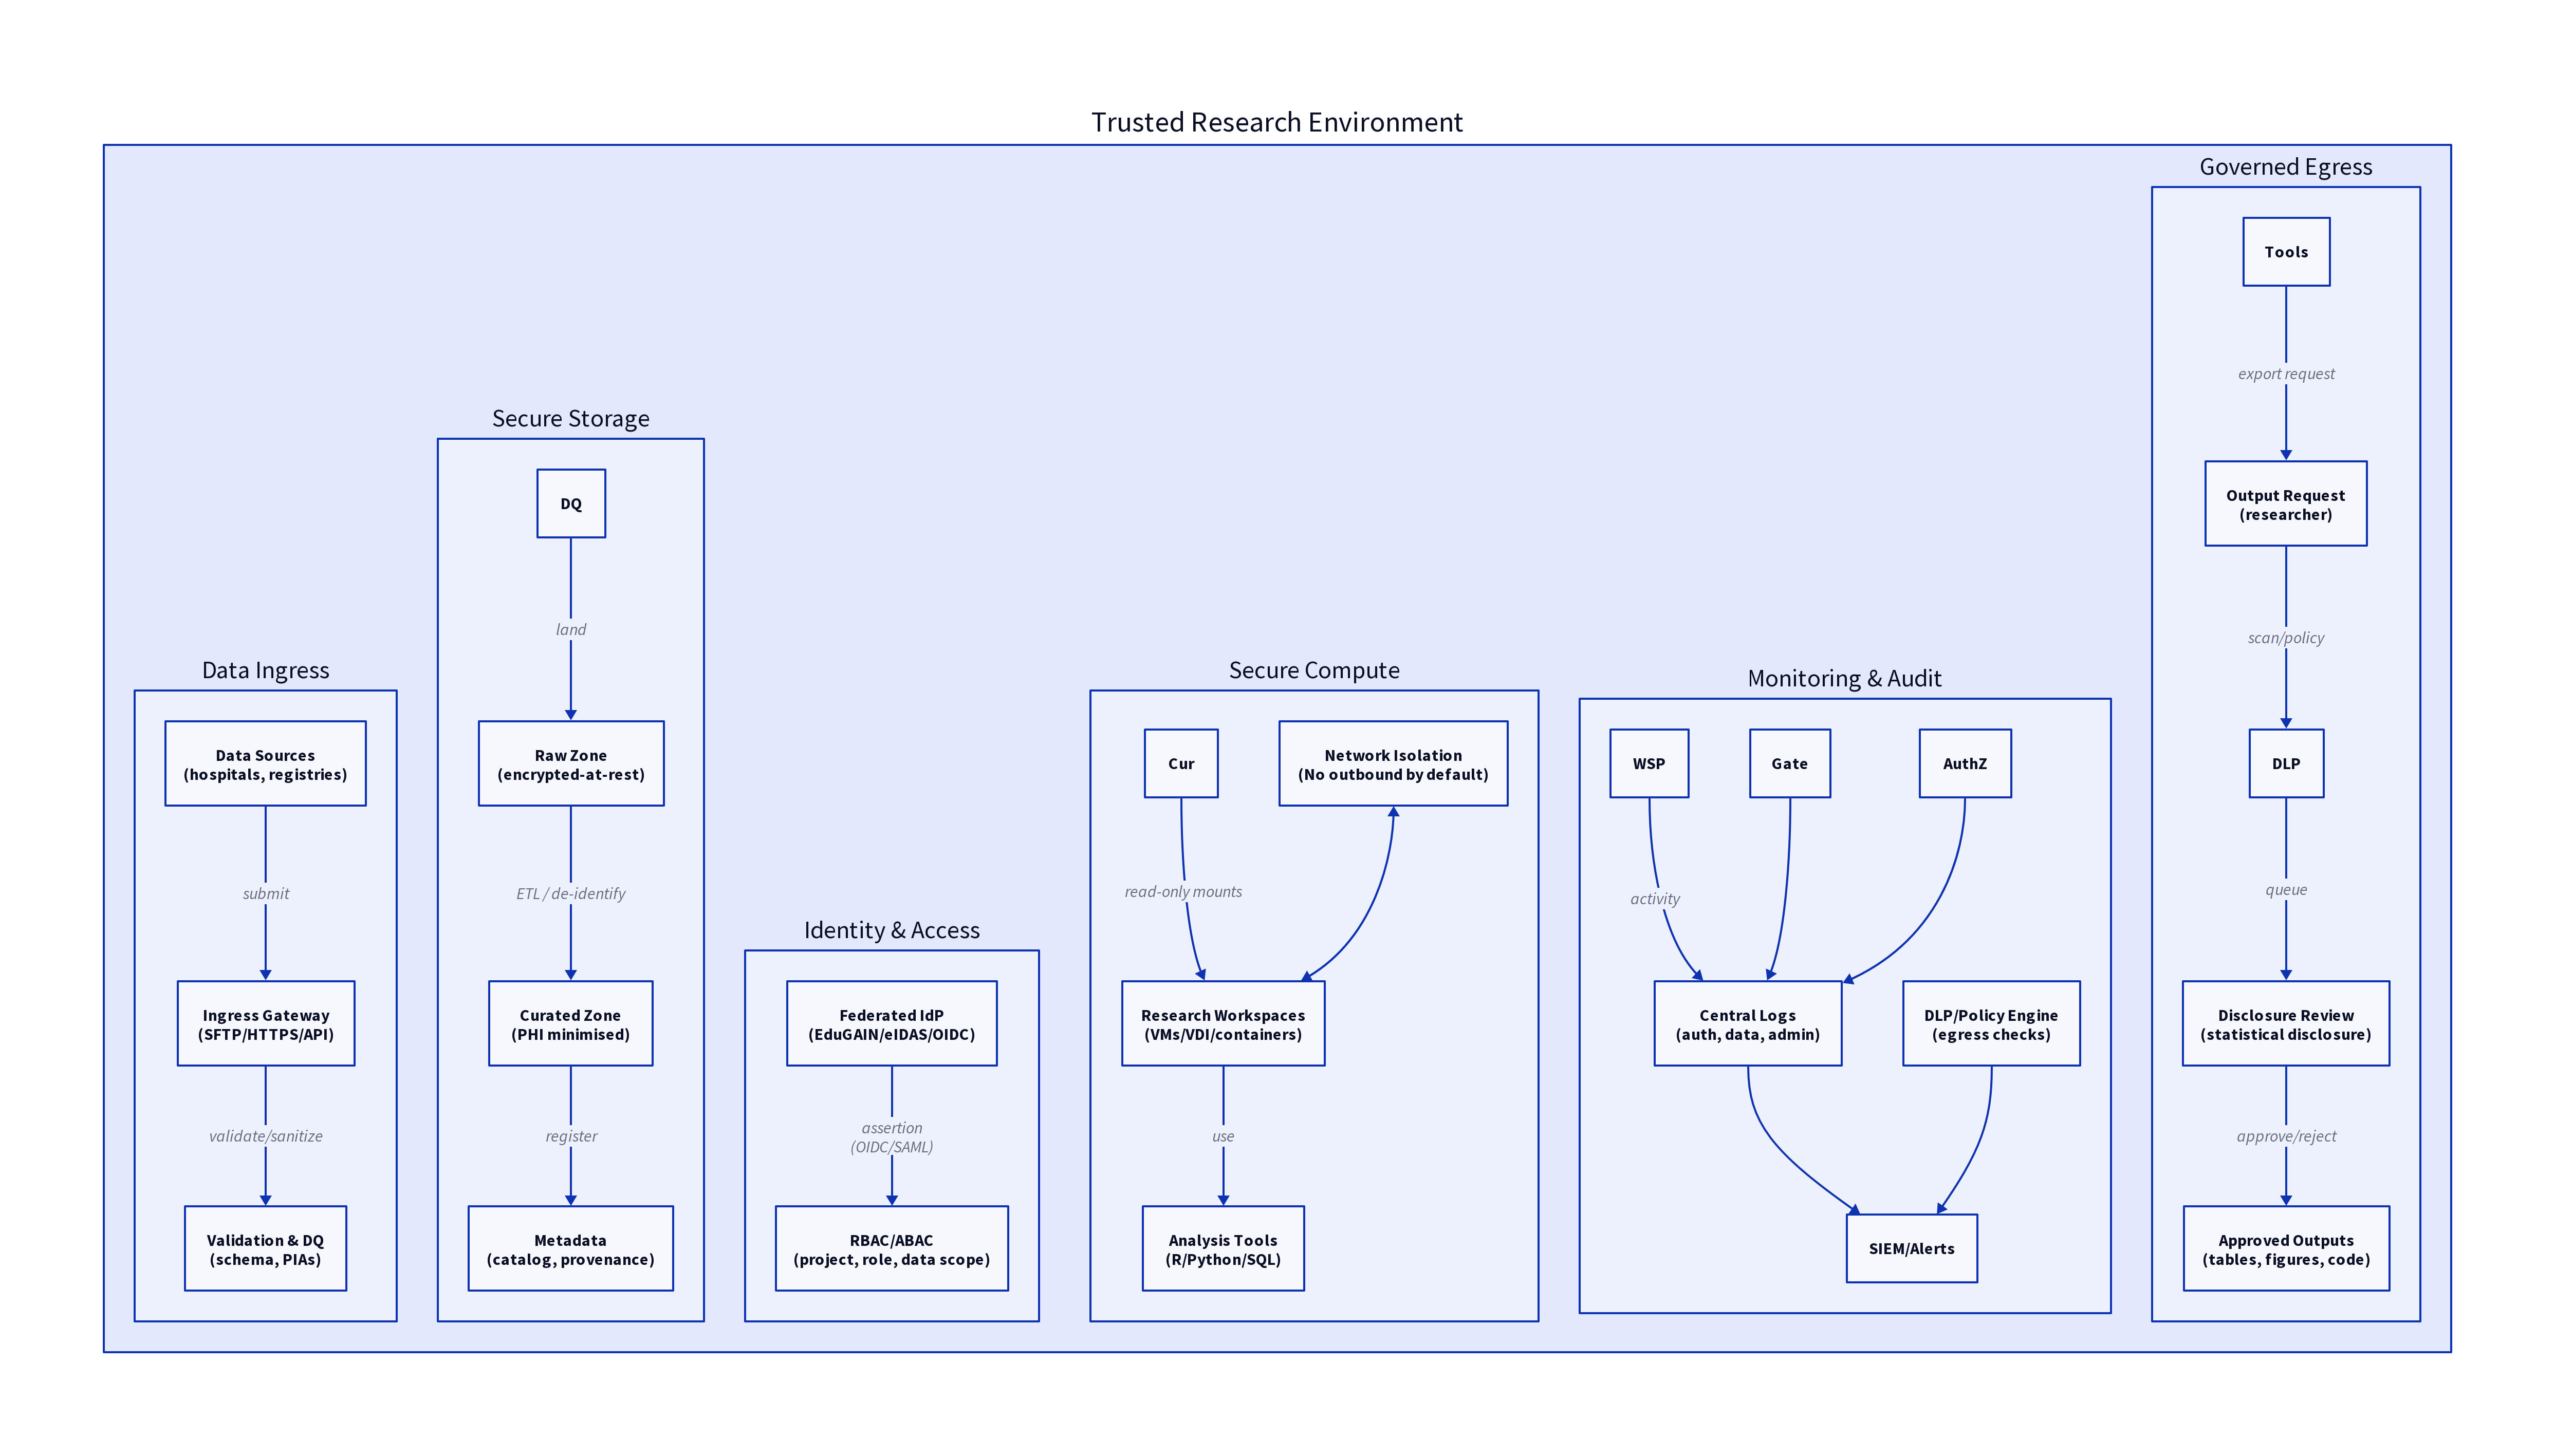 Trusted Research Environment
Data Ingress
Data Sources
(hospitals, registries)
submit
Ingress Gateway
(SFTP/HTTPS/API)
validate/sanitize
Validation & DQ
(schema, PIAs)
Secure Storage
DQ
land
Raw Zone
(encrypted-at-rest)
ETL / de-identify
Curated Zone
(PHI minimised)
register
Metadata
(catalog, provenance)
Identity & Access
Federated IdP
(EduGAIN/eIDAS/OIDC)
assertion
(OIDC/SAML)
RBAC/ABAC
(project, role, data scope)
Secure Compute
Cur
Network Isolation
(No outbound by default)
read-only mounts
Research Workspaces
(VMs/VDI/containers)
use
Analysis Tools
(R/Python/SQL)
Monitoring & Audit
WSP
Gate
AuthZ
activity
Central Logs
(auth, data, admin)
DLP/Policy Engine
(egress checks)
SIEM/Alerts
Governed Egress
Tools
export request
Output Request
(researcher)
scan/policy
DLP
queue
Disclosure Review
(statistical disclosure)
approve/reject
Approved Outputs
(tables, figures, code)